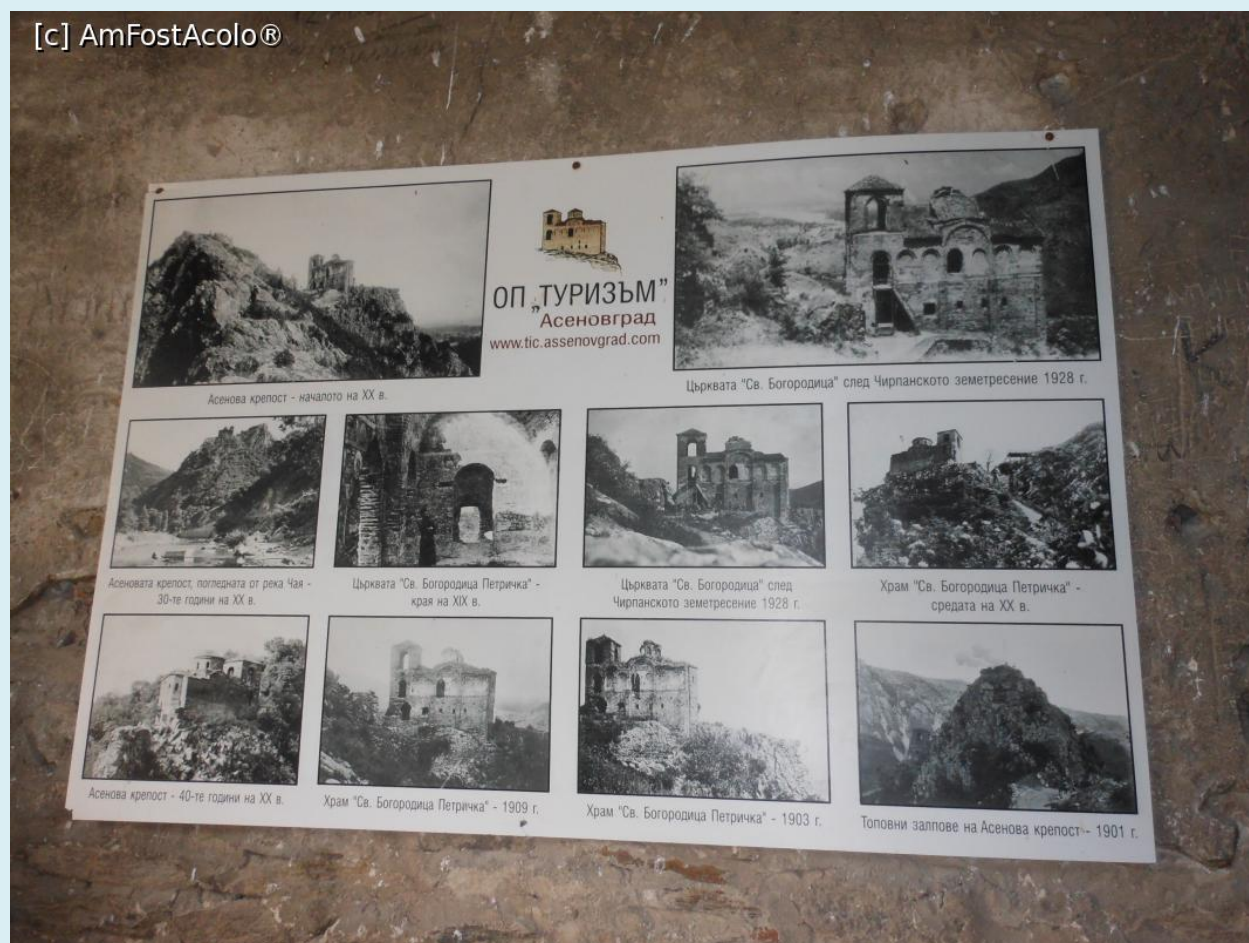 [c] AmFostAcolo®
ОП „ТУРИЗЪМ”
Асеновград
www.tic.assenovgrad.com
Асенова крепост - началото на XX в.
Църквата "Св. Богородица" след Чирпанското земетресение 1928 г.
Асеновата крепост, погледната от река Чая -
30-те години на XX в.
Църквата "Св. Богородица Петричка" -
края на XIX в.
Църквата "Св. Богородица" след
Чирпанското земетресение 1928 г.
Храм "Св. Богородица Петричка" -
средата на XX в.
Асенова крепост - 40-те години на XX в.
Храм "Св. Богородица Петричка" - 1909 г.
Храм "Св. Богородица Петричка" - 1903 г.
Топовни залпове на Асенова крепост - 1901 г.